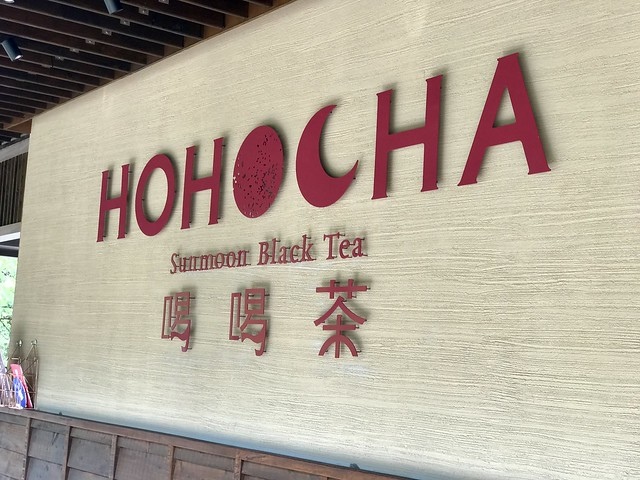 HOHOCHA
Sunmoon Black Tea
喝喝茶